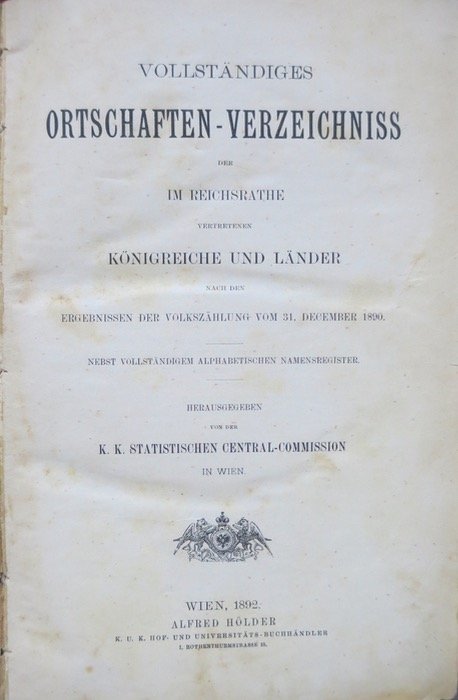 VOLLSTÄNDIGES
ORTSCHAFTEN-VERZEICHNISS
DER
IM REICHSRATHE
VERTRETENEN
KÖNIGREICHE UND LÄNDER
NACH DEN
ERGEBNISSEN DER VOLKSZÄHLUNG VOM 31. DECEMBER 1890.
NEBST VOLLSTÄNDIGEM ALPHABETISCHEN NAMENSREGISTER.
HERAUSGEGEBEN
VON DER
K. K. STATISTISCHEN CENTRAL-COMMISSION
IN WIEN.
WIEN, 1892.
ALFRED HÖLDER
K. U. K. HOF- UND UNIVERSITÄTS-BUCHHÄNDLER
I. ROTHENTHURMSTRASSE 15.